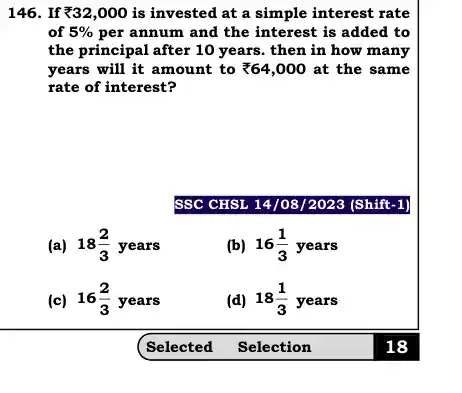 146. If ₹32,000 is invested at a simple interest rate
of 5% per annum and the interest is added to
the principal after 10 years. then in how many
years will it amount to ₹64,000 at the same
rate of interest?
SSC CHSL 14/08/2023 (Shift-1)
(a) 18 2/3 years (b) 16 1/3 years
(c) 16 2/3 years (d) 18 1/3 years
Selected Selection 18